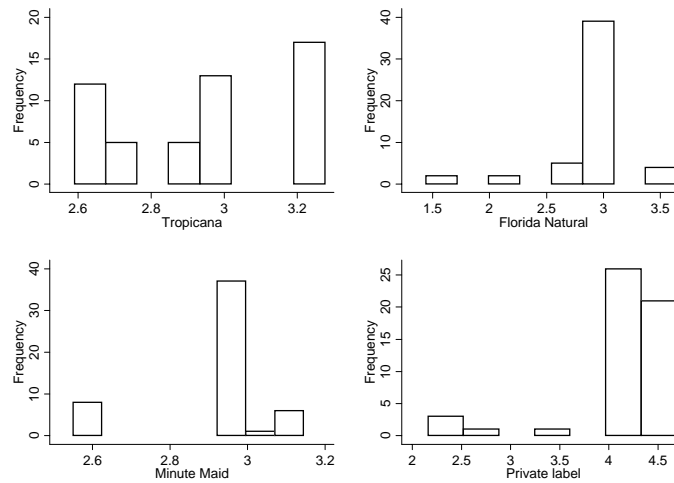 20
15
10
5
0
Frequency
2.6 2.8 3 3.2
Tropicana
40
30
20
10
0
Frequency
1.5 2 2.5 3 3.5
Florida Natural
40
30
20
10
0
Frequency
2.6 2.8 3 3.2
Minute Maid
25
20
15
10
5
0
Frequency
2 2.5 3 3.5 4 4.5
Private label